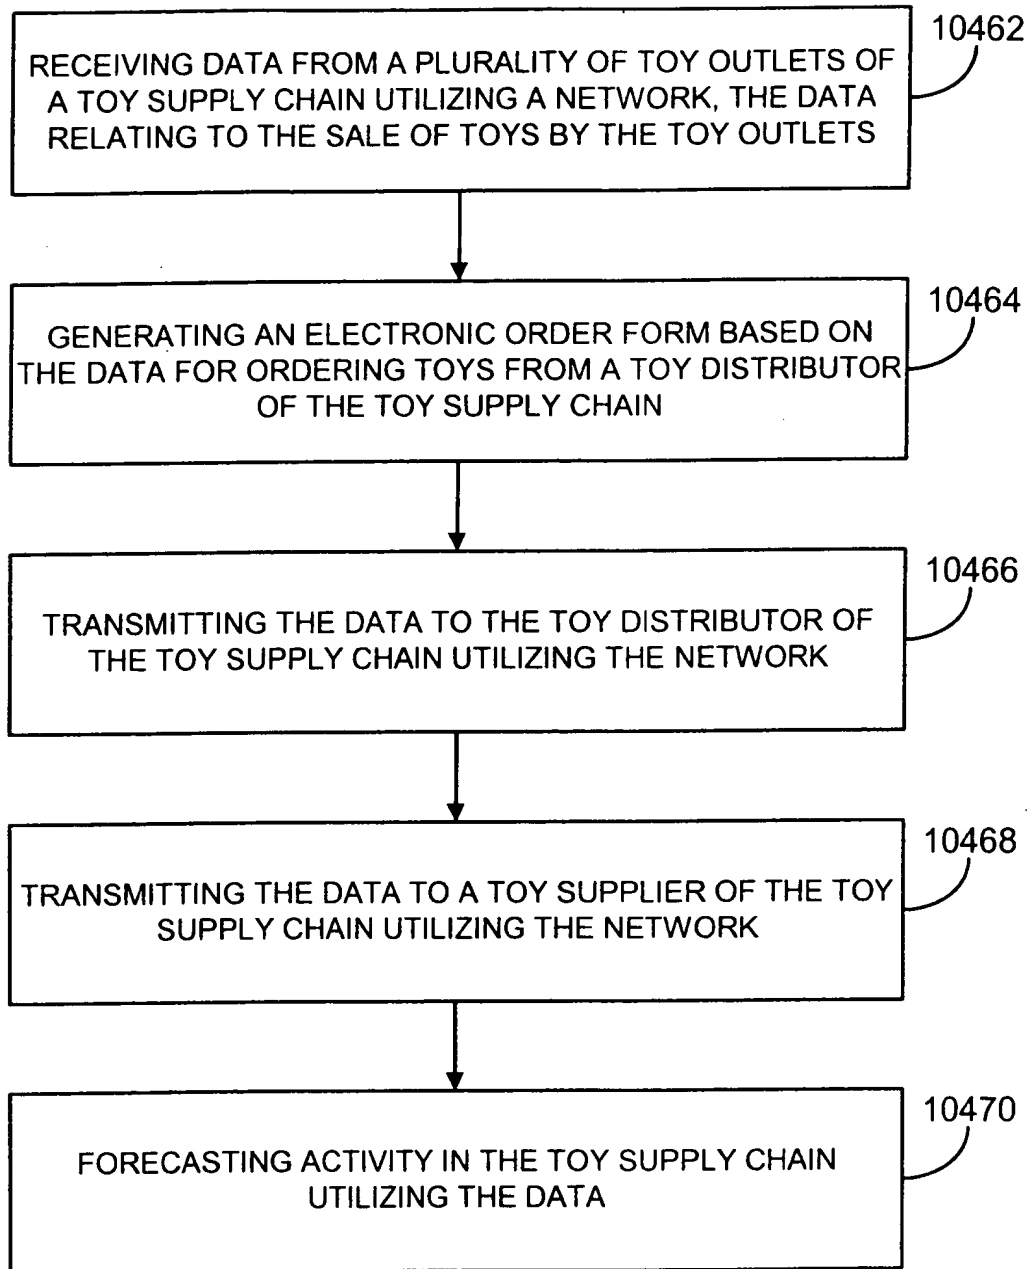 10462
RECEIVING DATA FROM A PLURALITY OF TOY OUTLETS OF
A TOY SUPPLY CHAIN UTILIZING A NETWORK, THE DATA
RELATING TO THE SALE OF TOYS BY THE TOY OUTLETS
10464
GENERATING AN ELECTRONIC ORDER FORM BASED ON
THE DATA FOR ORDERING TOYS FROM A TOY DISTRIBUTOR
OF THE TOY SUPPLY CHAIN
10466
TRANSMITTING THE DATA TO THE TOY DISTRIBUTOR OF
THE TOY SUPPLY CHAIN UTILIZING THE NETWORK
10468
TRANSMITTING THE DATA TO A TOY SUPPLIER OF THE TOY
SUPPLY CHAIN UTILIZING THE NETWORK
10470
FORECASTING ACTIVITY IN THE TOY SUPPLY CHAIN
UTILIZING THE DATA